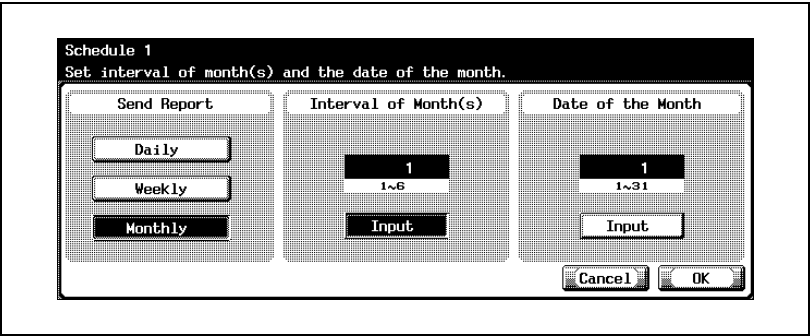 Schedule 1
Set interval of month(s) and the date of the month.
Send Report
Daily
Weekly
Monthly
Interval of Month(s)
1
1~6
Input
Date of the Month
1
1~31
Input
Cancel
OK